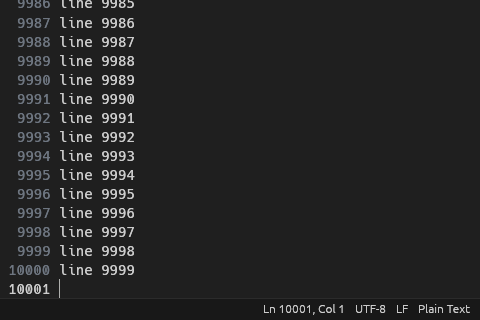 9986 line 9985
9987 line 9986
9988 line 9987
9989 line 9988
9990 line 9989
9991 line 9990
9992 line 9991
9993 line 9992
9994 line 9993
9995 line 9994
9996 line 9995
9997 line 9996
9998 line 9997
9999 line 9998
10000 line 9999
10001
Ln 10001, Col 1 UTF-8 LF Plain Text